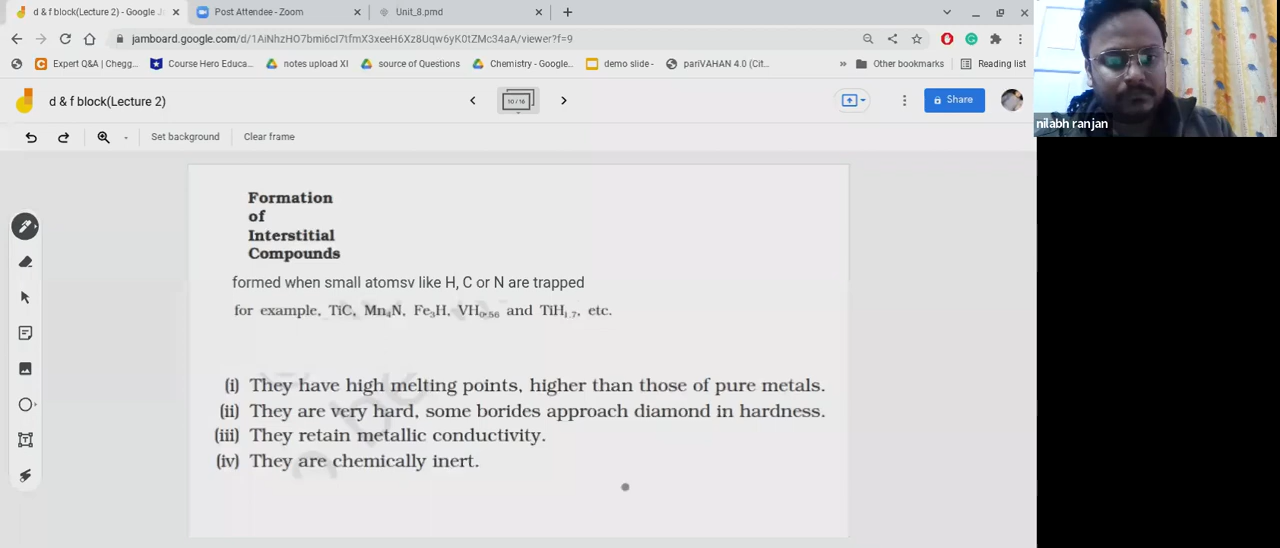 d & f block(Lecture 2) - Google J
Post Attendee - Zoom
Unit_8.pmd
jamboard.google.com/d/1AiNhzHO7bmi6cI7tfmX3xeeH6Xz8Uqw6yK0tZMc34aA/viewer?f=9
Expert Q&A | Chegg...
Course Hero Educa...
notes upload XI
source of Questions
Chemistry - Google...
demo slide -
pariVAHAN 4.0 (Cit...
»
Other bookmarks
Reading list
d & f block(Lecture 2)
10 / 16
Share
Set background
Clear frame
nilabh ranjan
Formation
of
Interstitial
Compounds
formed when small atomsv like H, C or N are trapped
for example, TiC, Mn₄N, Fe₃H, VH₀.₅₆ and TiH₁.₇, etc.
(i) They have high melting points, higher than those of pure metals.
(ii) They are very hard, some borides approach diamond in hardness.
(iii) They retain metallic conductivity.
(iv) They are chemically inert.